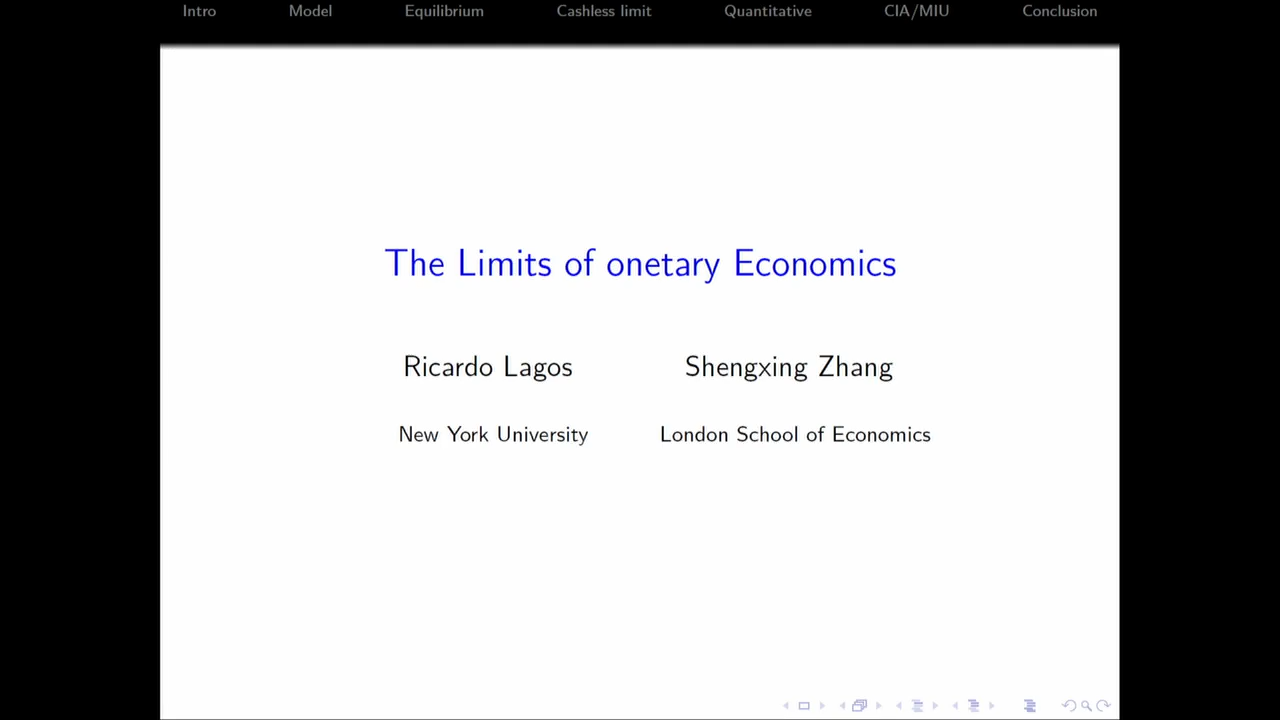 Intro Model Equilibrium Cashless limit Quantitative CIA/MIU Conclusion
The Limits of onetary Economics
Ricardo Lagos Shengxing Zhang
New York University London School of Economics